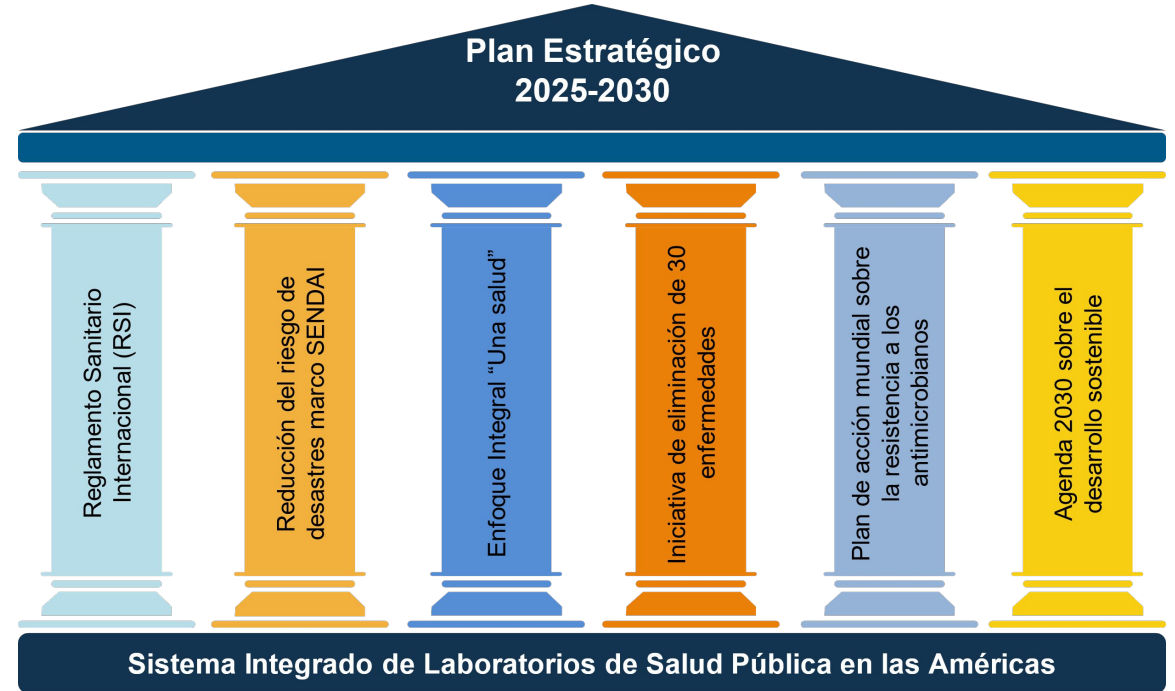 Plan Estratégico
2025-2030
Reglamento Sanitario
Internacional (RSI)
Reducción del riesgo de
desastres marco SENDAI
Enfoque Integral “Una salud”
Iniciativa de eliminación de 30
enfermedades
Plan de acción mundial sobre
la resistencia a los
antimicrobianos
Agenda 2030 sobre el
desarrollo sostenible
Sistema Integrado de Laboratorios de Salud Pública en las Américas